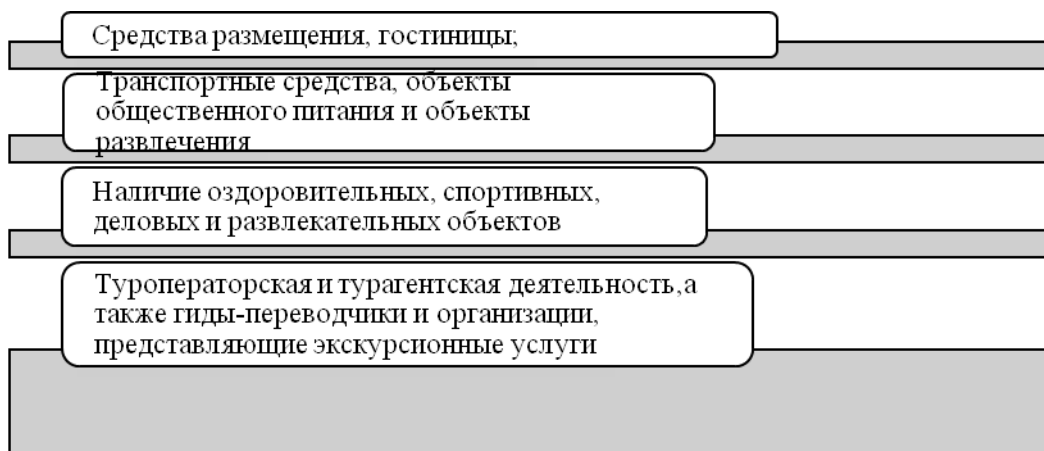 Средства размещения, гостиницы;
Транспортные средства, объекты
общественного питания и объекты
развлечения
Наличие оздоровительных, спортивных,
деловых и развлекательных объектов
Туроператорская и турагентская деятельность,а
также гиды-переводчики и организации,
представляющие экскурсионные услуги